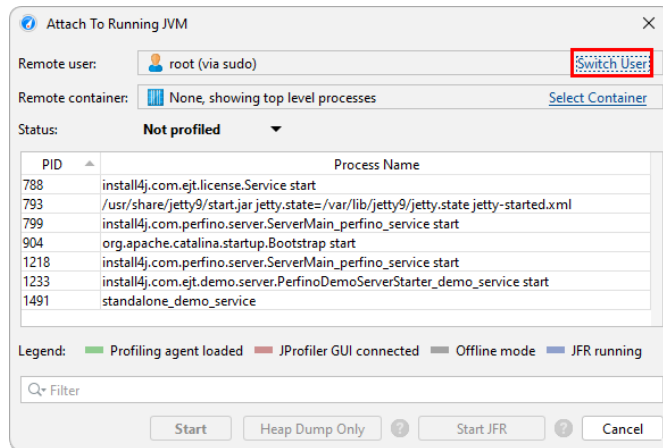 Attach To Running JVM
Remote user: root (via sudo) Switch User
Remote container: None, showing top level processes Select Container
Status: Not profiled
PID Process Name
788 install4j.com.ejt.license.Service start
793 /usr/share/jetty9/start.jar jetty.state=/var/lib/jetty9/jetty.state jetty-started.xml
799 install4j.com.perfino.server.ServerMain_perfino_service start
904 org.apache.catalina.startup.Bootstrap start
1218 install4j.com.perfino.server.ServerMain_perfino_service start
1233 install4j.com.ejt.demo.server.PerfinoDemoServerStarter_demo_service start
1491 standalone_demo_service
Legend: Profiling agent loaded JProfiler GUI connected Offline mode JFR running
Filter
Start Heap Dump Only ? Start JFR ? Cancel